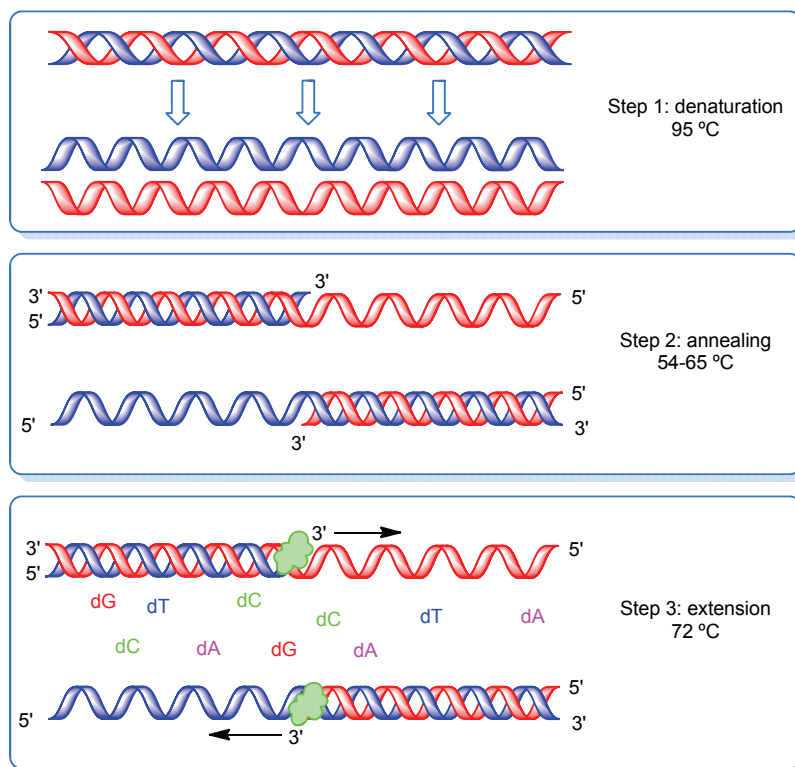 Step 1: denaturation
95 ºC
3'
3'
5'
5'
Step 2: annealing
54-65 ºC
5'
5'
3'
3'
3'
3'
5'
5'
dG
dT
dC
dC
dT
dA
dC
dA
dG
dA
Step 3: extension
72 ºC
5'
5'
3'
3'